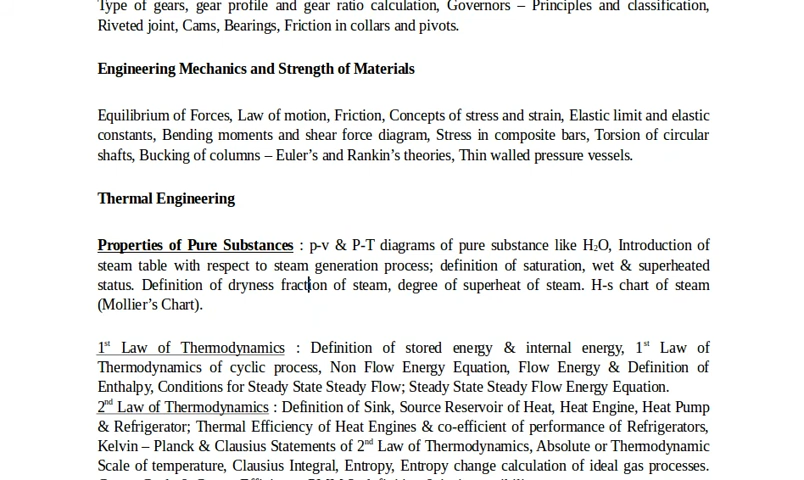 Type of gears, gear profile and gear ratio calculation, Governors – Principles and classification,
Riveted joint, Cams, Bearings, Friction in collars and pivots.
Engineering Mechanics and Strength of Materials
Equilibrium of Forces, Law of motion, Friction, Concepts of stress and strain, Elastic limit and elastic
constants, Bending moments and shear force diagram, Stress in composite bars, Torsion of circular
shafts, Bucking of columns – Euler's and Rankin's theories, Thin walled pressure vessels.
Thermal Engineering
Properties of Pure Substances : p-v & P-T diagrams of pure substance like H₂O, Introduction of
steam table with respect to steam generation process; definition of saturation, wet & superheated
status. Definition of dryness fraction of steam, degree of superheat of steam. H-s chart of steam
(Mollier's Chart).
1st Law of Thermodynamics : Definition of stored energy & internal energy, 1st Law of
Thermodynamics of cyclic process, Non Flow Energy Equation, Flow Energy & Definition of
Enthalpy, Conditions for Steady State Steady Flow; Steady State Steady Flow Energy Equation.
2nd Law of Thermodynamics : Definition of Sink, Source Reservoir of Heat, Heat Engine, Heat Pump
& Refrigerator; Thermal Efficiency of Heat Engines & co-efficient of performance of Refrigerators,
Kelvin – Planck & Clausius Statements of 2nd Law of Thermodynamics, Absolute or Thermodynamic
Scale of temperature, Clausius Integral, Entropy, Entropy change calculation of ideal gas processes.